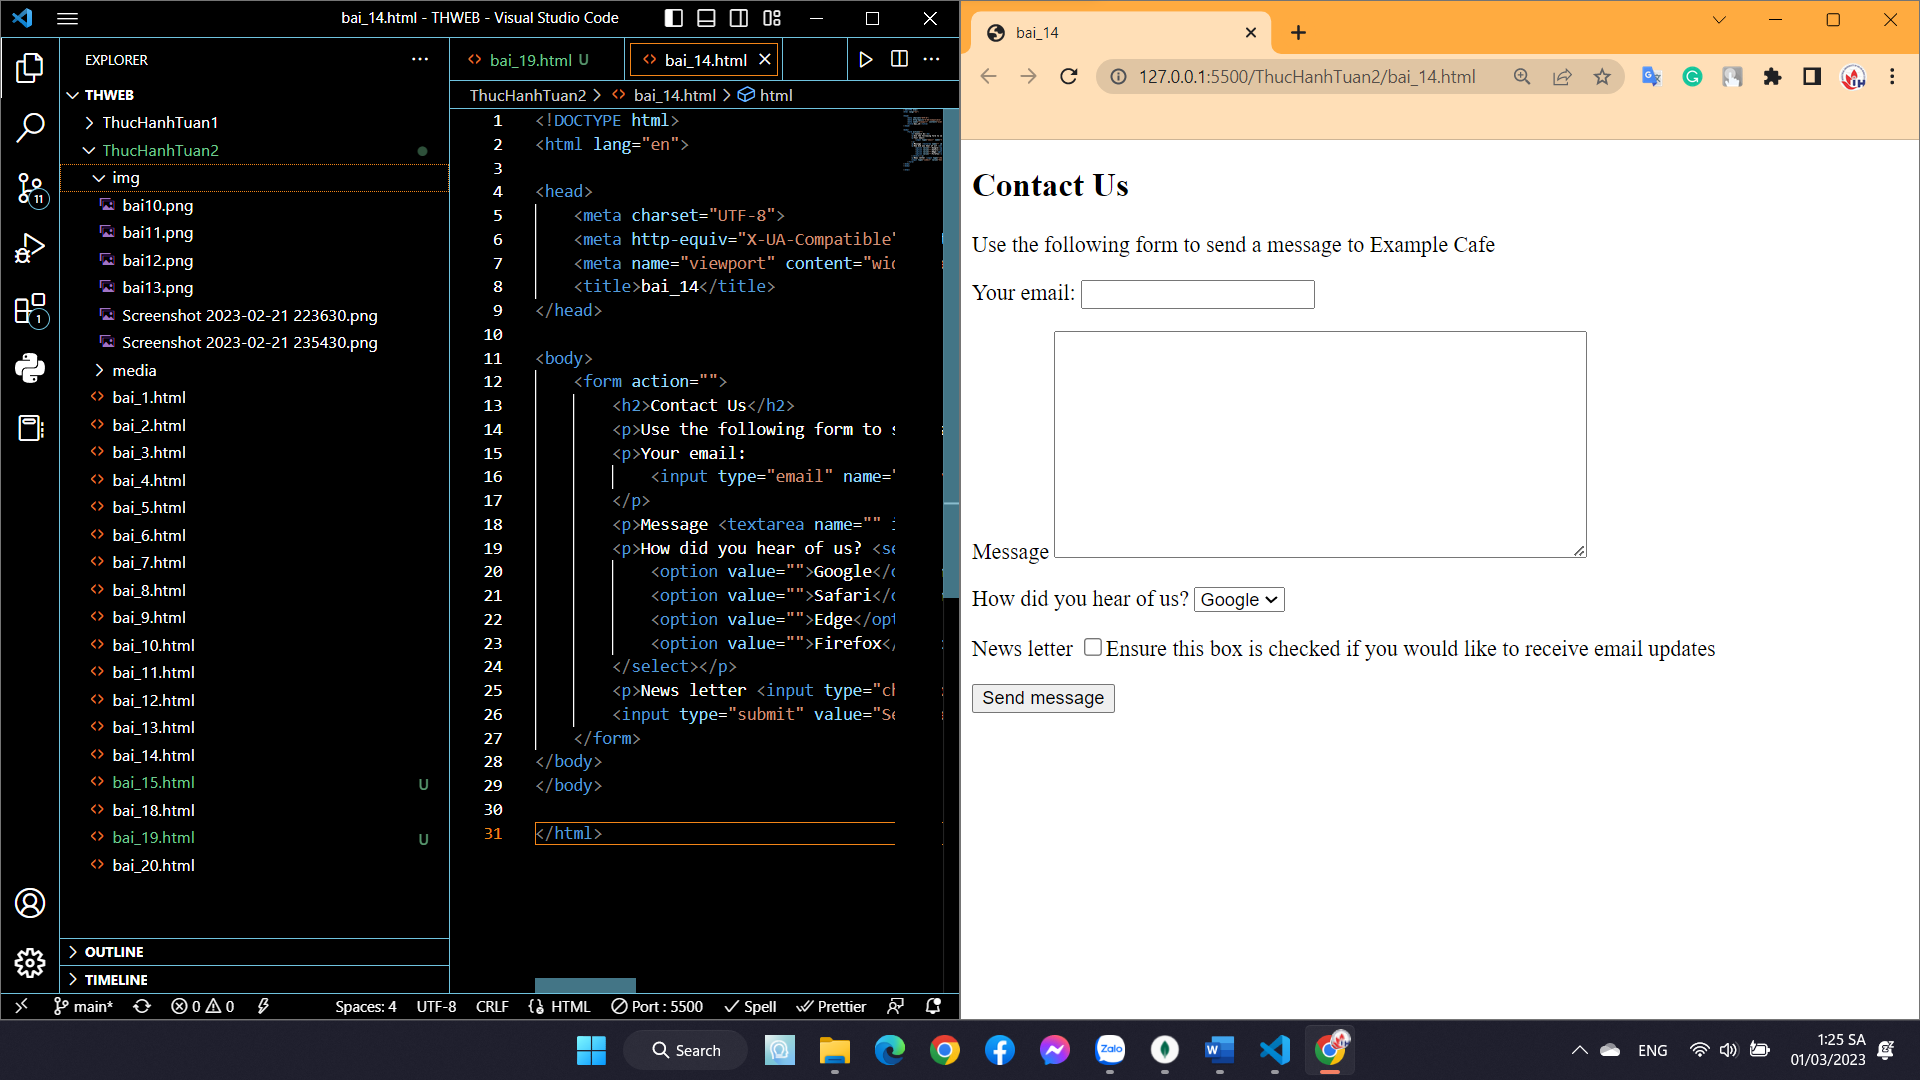 bai_14.html - THWEB - Visual Studio Code
EXPLORER
THWEB
ThucHanhTuan1
ThucHanhTuan2
img
bai10.png
bai11.png
bai12.png
bai13.png
Screenshot 2023-02-21 223630.png
Screenshot 2023-02-21 235430.png
media
bai_1.html
bai_2.html
bai_3.html
bai_4.html
bai_5.html
bai_6.html
bai_7.html
bai_8.html
bai_9.html
bai_10.html
bai_11.html
bai_12.html
bai_13.html
bai_14.html
bai_15.html U
bai_18.html
bai_19.html U
bai_20.html
OUTLINE
TIMELINE
11
1
bai_19.html U
bai_14.html
ThucHanhTuan2 > bai_14.html > html
1 <!DOCTYPE html>
2 <html lang="en">
3
4 <head>
5 <meta charset="UTF-8">
6 <meta http-equiv="X-UA-Compatible"
7 <meta name="viewport" content="wid
8 <title>bai_14</title>
9 </head>
10
11 <body>
12 <form action="">
13 <h2>Contact Us</h2>
14 <p>Use the following form to s
15 <p>Your email:
16 <input type="email" name="
17 </p>
18 <p>Message <textarea name="" i
19 <p>How did you hear of us? <se
20 <option value="">Google</o
21 <option value="">Safari</o
22 <option value="">Edge</opt
23 <option value="">Firefox</
24 </select></p>
25 <p>News letter <input type="ch
26 <input type="submit" value="Se
27 </form>
28 </body>
29 </body>
30
31 </html>
main* 0 0 Spaces: 4 UTF-8 CRLF HTML Port : 5500 Spell Prettier
bai_14
127.0.0.1:5500/ThucHanhTuan2/bai_14.html
Contact Us
Use the following form to send a message to Example Cafe
Your email:
Message
How did you hear of us? Google
News letter Ensure this box is checked if you would like to receive email updates
Send message
Search
Zalo
ENG
1:25 SA
01/03/2023